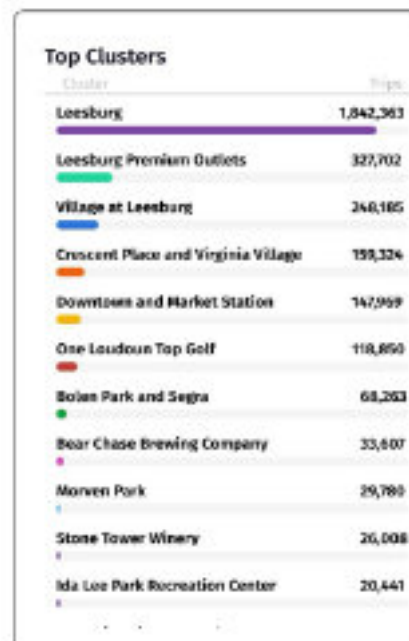 Top Clusters
Cluster Trips
Leesburg 1,842,363
Leesburg Premium Outlets 327,702
Village at Leesburg 248,185
Crescent Place and Virginia Village 159,324
Downtown and Market Station 147,969
One Loudoun Top Golf 118,850
Bolen Park and Segra 68,263
Bear Chase Brewing Company 33,607
Morven Park 29,780
Stone Tower Winery 26,008
Ida Lee Park Recreation Center 20,441